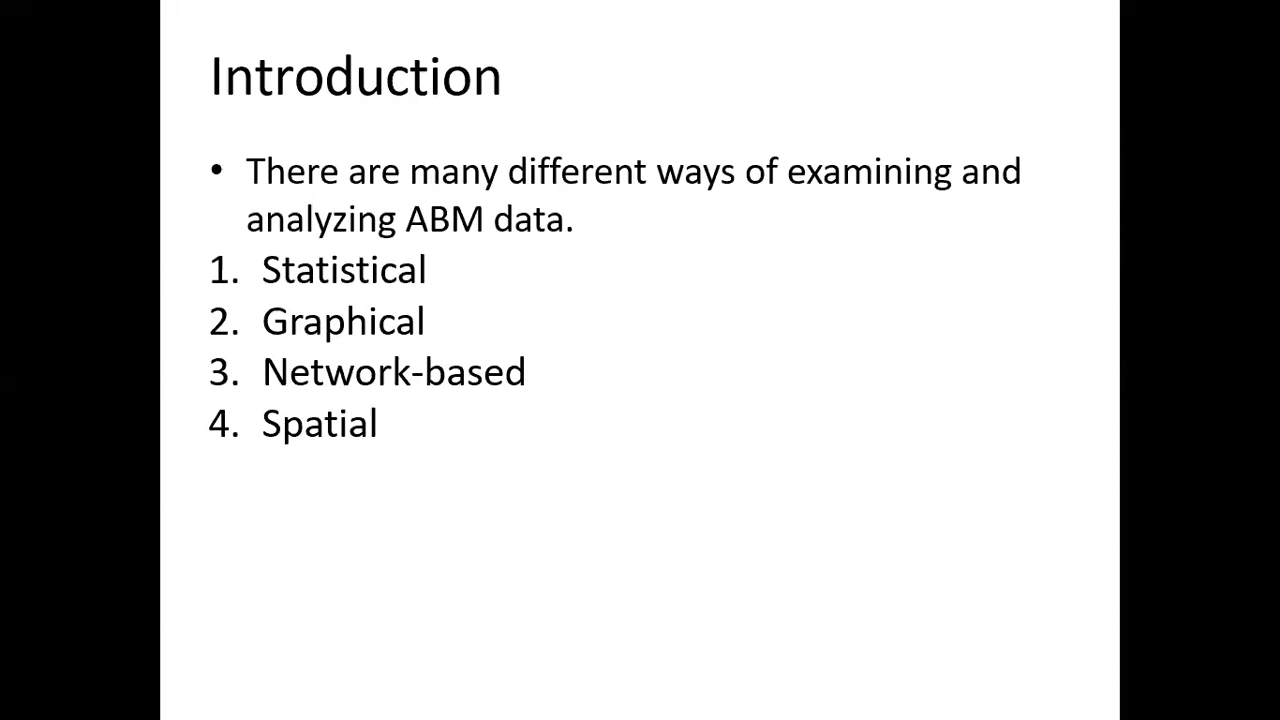 Introduction
• There are many different ways of examining and
analyzing ABM data.
1. Statistical
2. Graphical
3. Network-based
4. Spatial